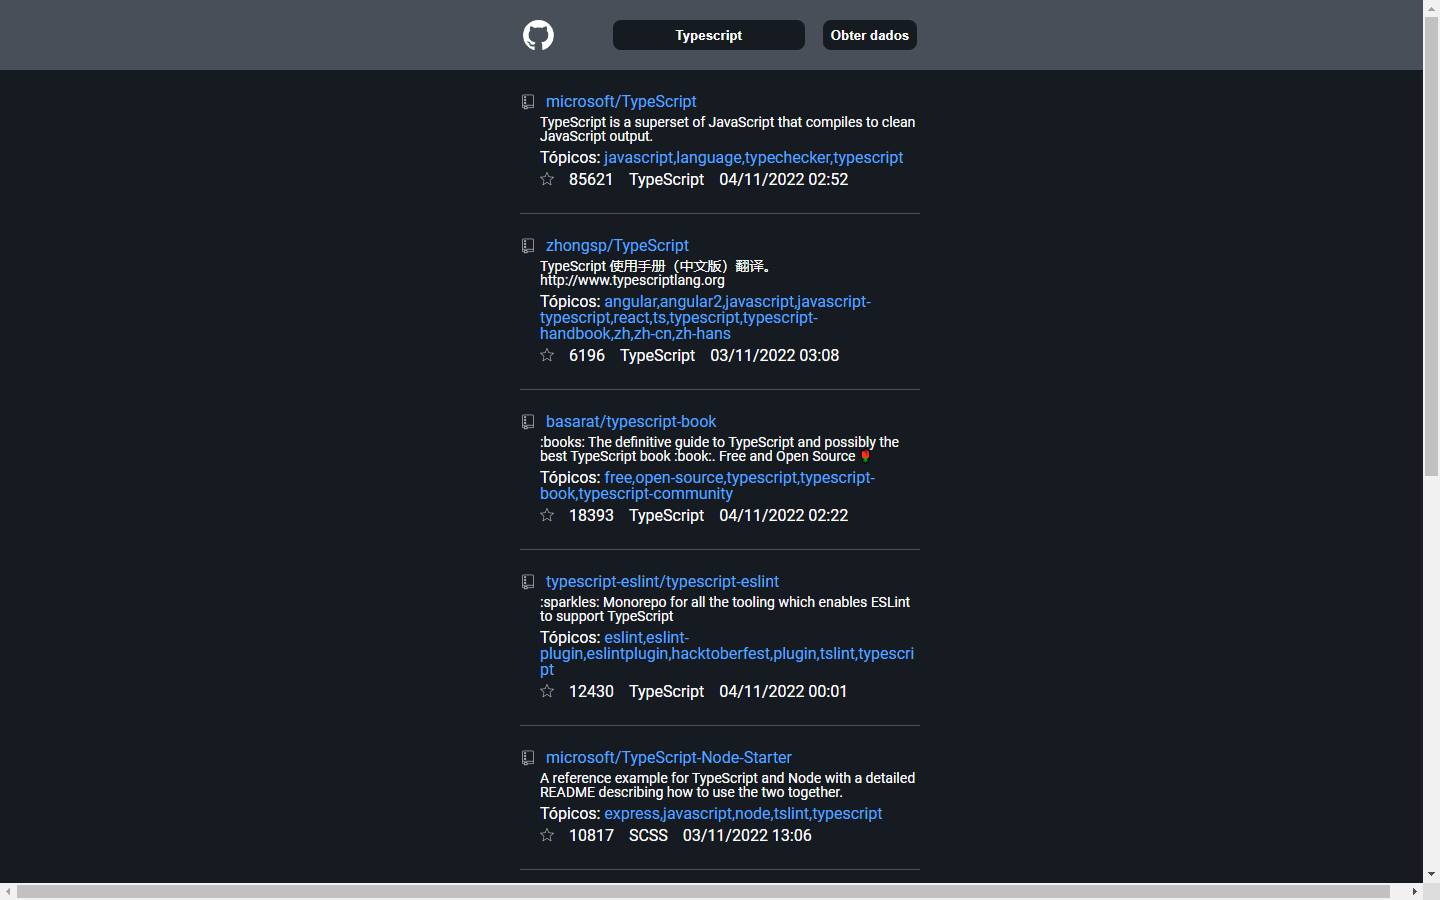 Typescript
Obter dados
microsoft/TypeScript
TypeScript is a superset of JavaScript that compiles to clean
JavaScript output.
Tópicos: javascript,language,typechecker,typescript
85621 TypeScript 04/11/2022 02:52
zhongsp/TypeScript
TypeScript 使用手册（中文版）翻译。
http://www.typescriptlang.org
Tópicos: angular,angular2,javascript,javascript-
typescript,react,ts,typescript,typescript-
handbook,zh,zh-cn,zh-hans
6196 TypeScript 03/11/2022 03:08
basarat/typescript-book
:books: The definitive guide to TypeScript and possibly the
best TypeScript book :book:. Free and Open Source 🌹
Tópicos: free,open-source,typescript,typescript-
book,typescript-community
18393 TypeScript 04/11/2022 02:22
typescript-eslint/typescript-eslint
:sparkles: Monorepo for all the tooling which enables ESLint
to support TypeScript
Tópicos: eslint,eslint-
plugin,eslintplugin,hacktoberfest,plugin,tslint,typescri
pt
12430 TypeScript 04/11/2022 00:01
microsoft/TypeScript-Node-Starter
A reference example for TypeScript and Node with a detailed
README describing how to use the two together.
Tópicos: express,javascript,node,tslint,typescript
10817 SCSS 03/11/2022 13:06